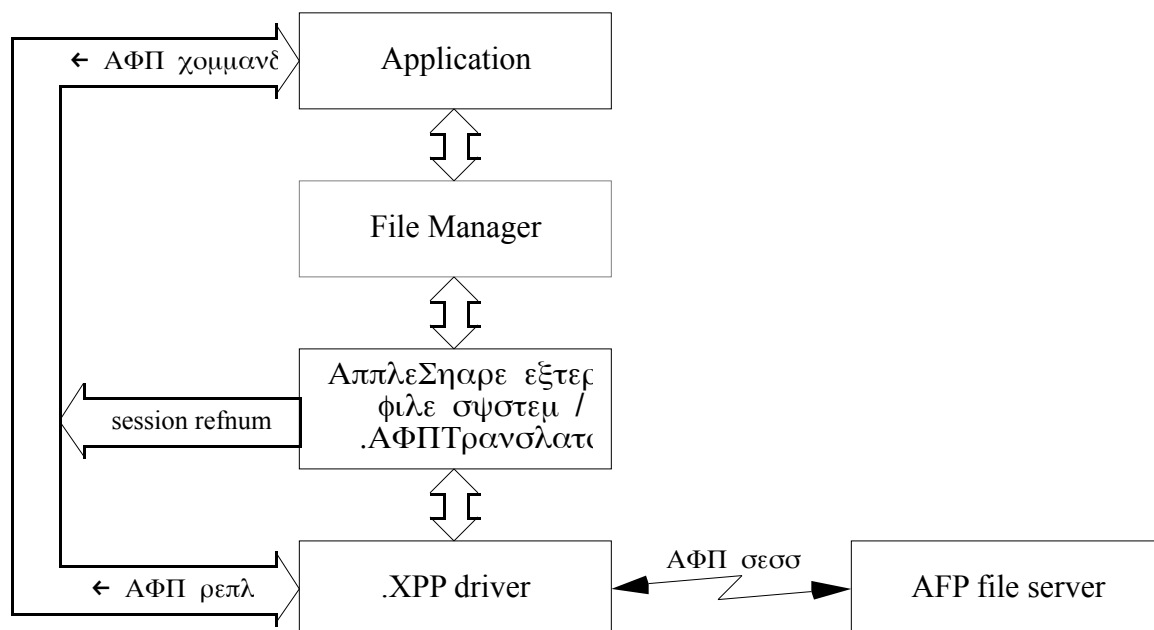 ← ΑΦΠ χομμανδ
Application
File Manager
ΑππλεΣηαρε εξτερ
φιλε σψστεμ /
.ΑΦΠΤρανσλατο
session refnum
ΑΦΠ σεσσ
← ΑΦΠ ρεπλ
.XPP driver
AFP file server